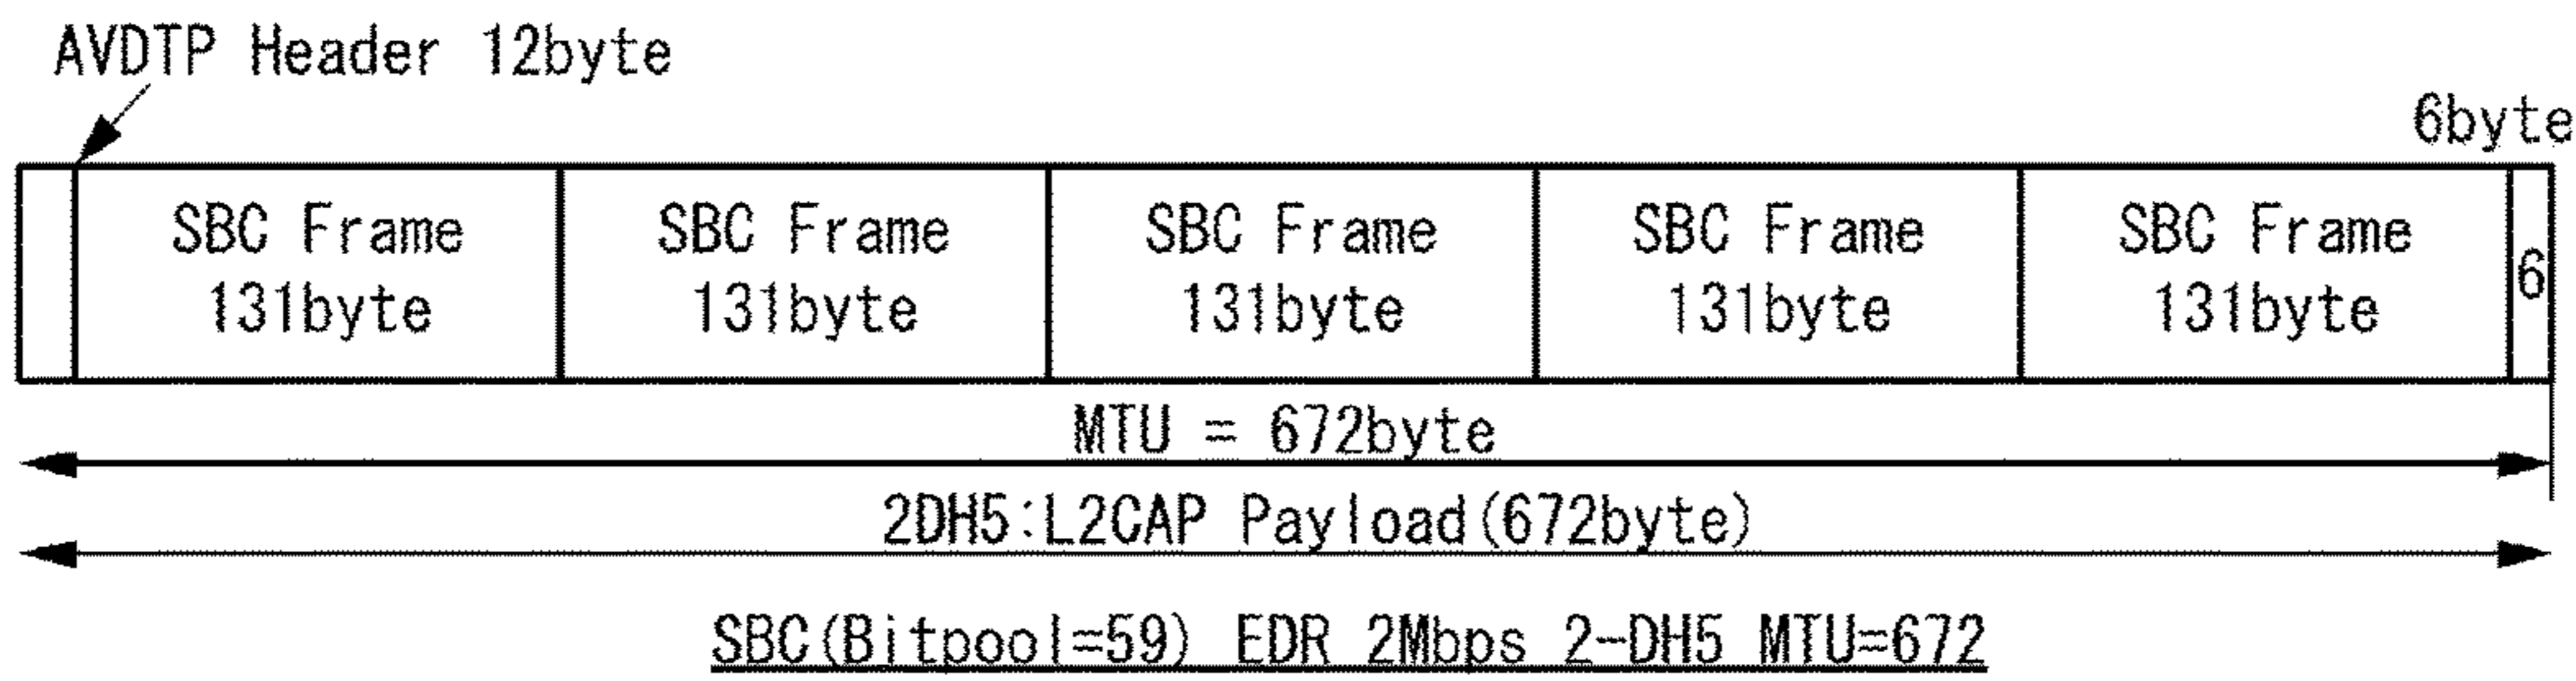 AVDTP Header 12byte
6byte
SBC Frame
131byte
SBC Frame
131byte
SBC Frame
131byte
SBC Frame
131byte
SBC Frame
131byte
6
MTU = 672byte
2DH5:L2CAP Payload(672byte)
SBC(Bitpool=59) EDR 2Mbps 2-DH5 MTU=672